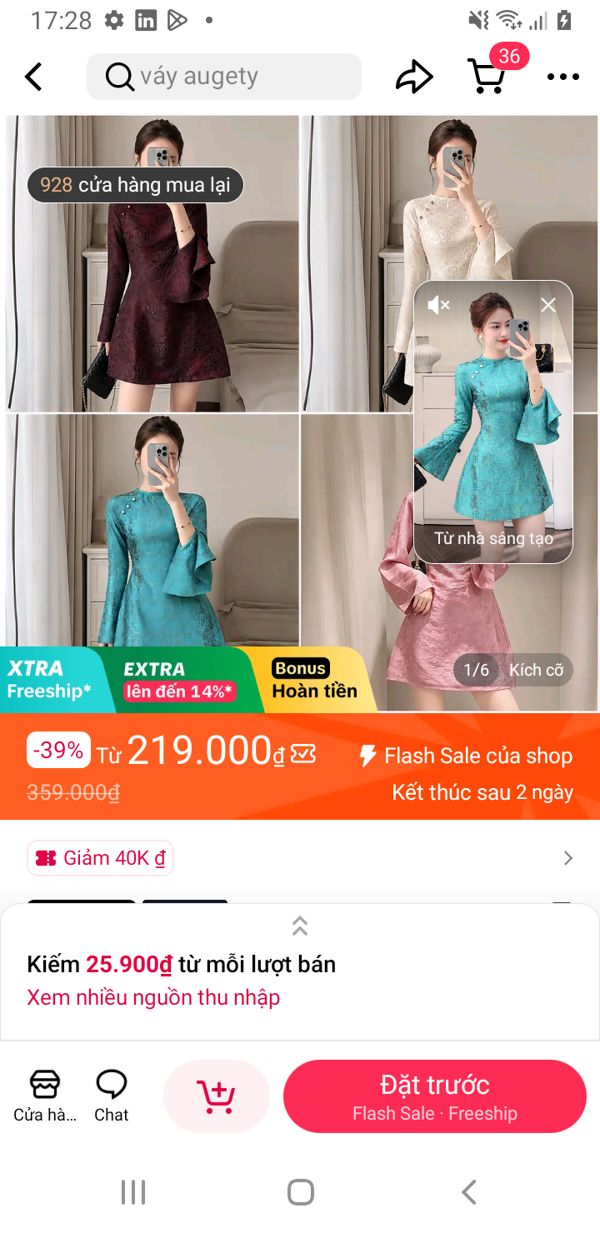 17:28
váy augety
36
928 cửa hàng mua lại
Từ nhà sáng tạo
1/6 Kích cỡ
XTRA
Freeship*
EXTRA
lên đến 14%*
Bonus
Hoàn tiền
-39% Từ 219.000đ
Flash Sale của shop
359.000đ
Kết thúc sau 2 ngày
Giảm 40K đ
Kiếm 25.900đ từ mỗi lượt bán
Xem nhiều nguồn thu nhập
Cửa hà...
Chat
Đặt trước
Flash Sale · Freeship